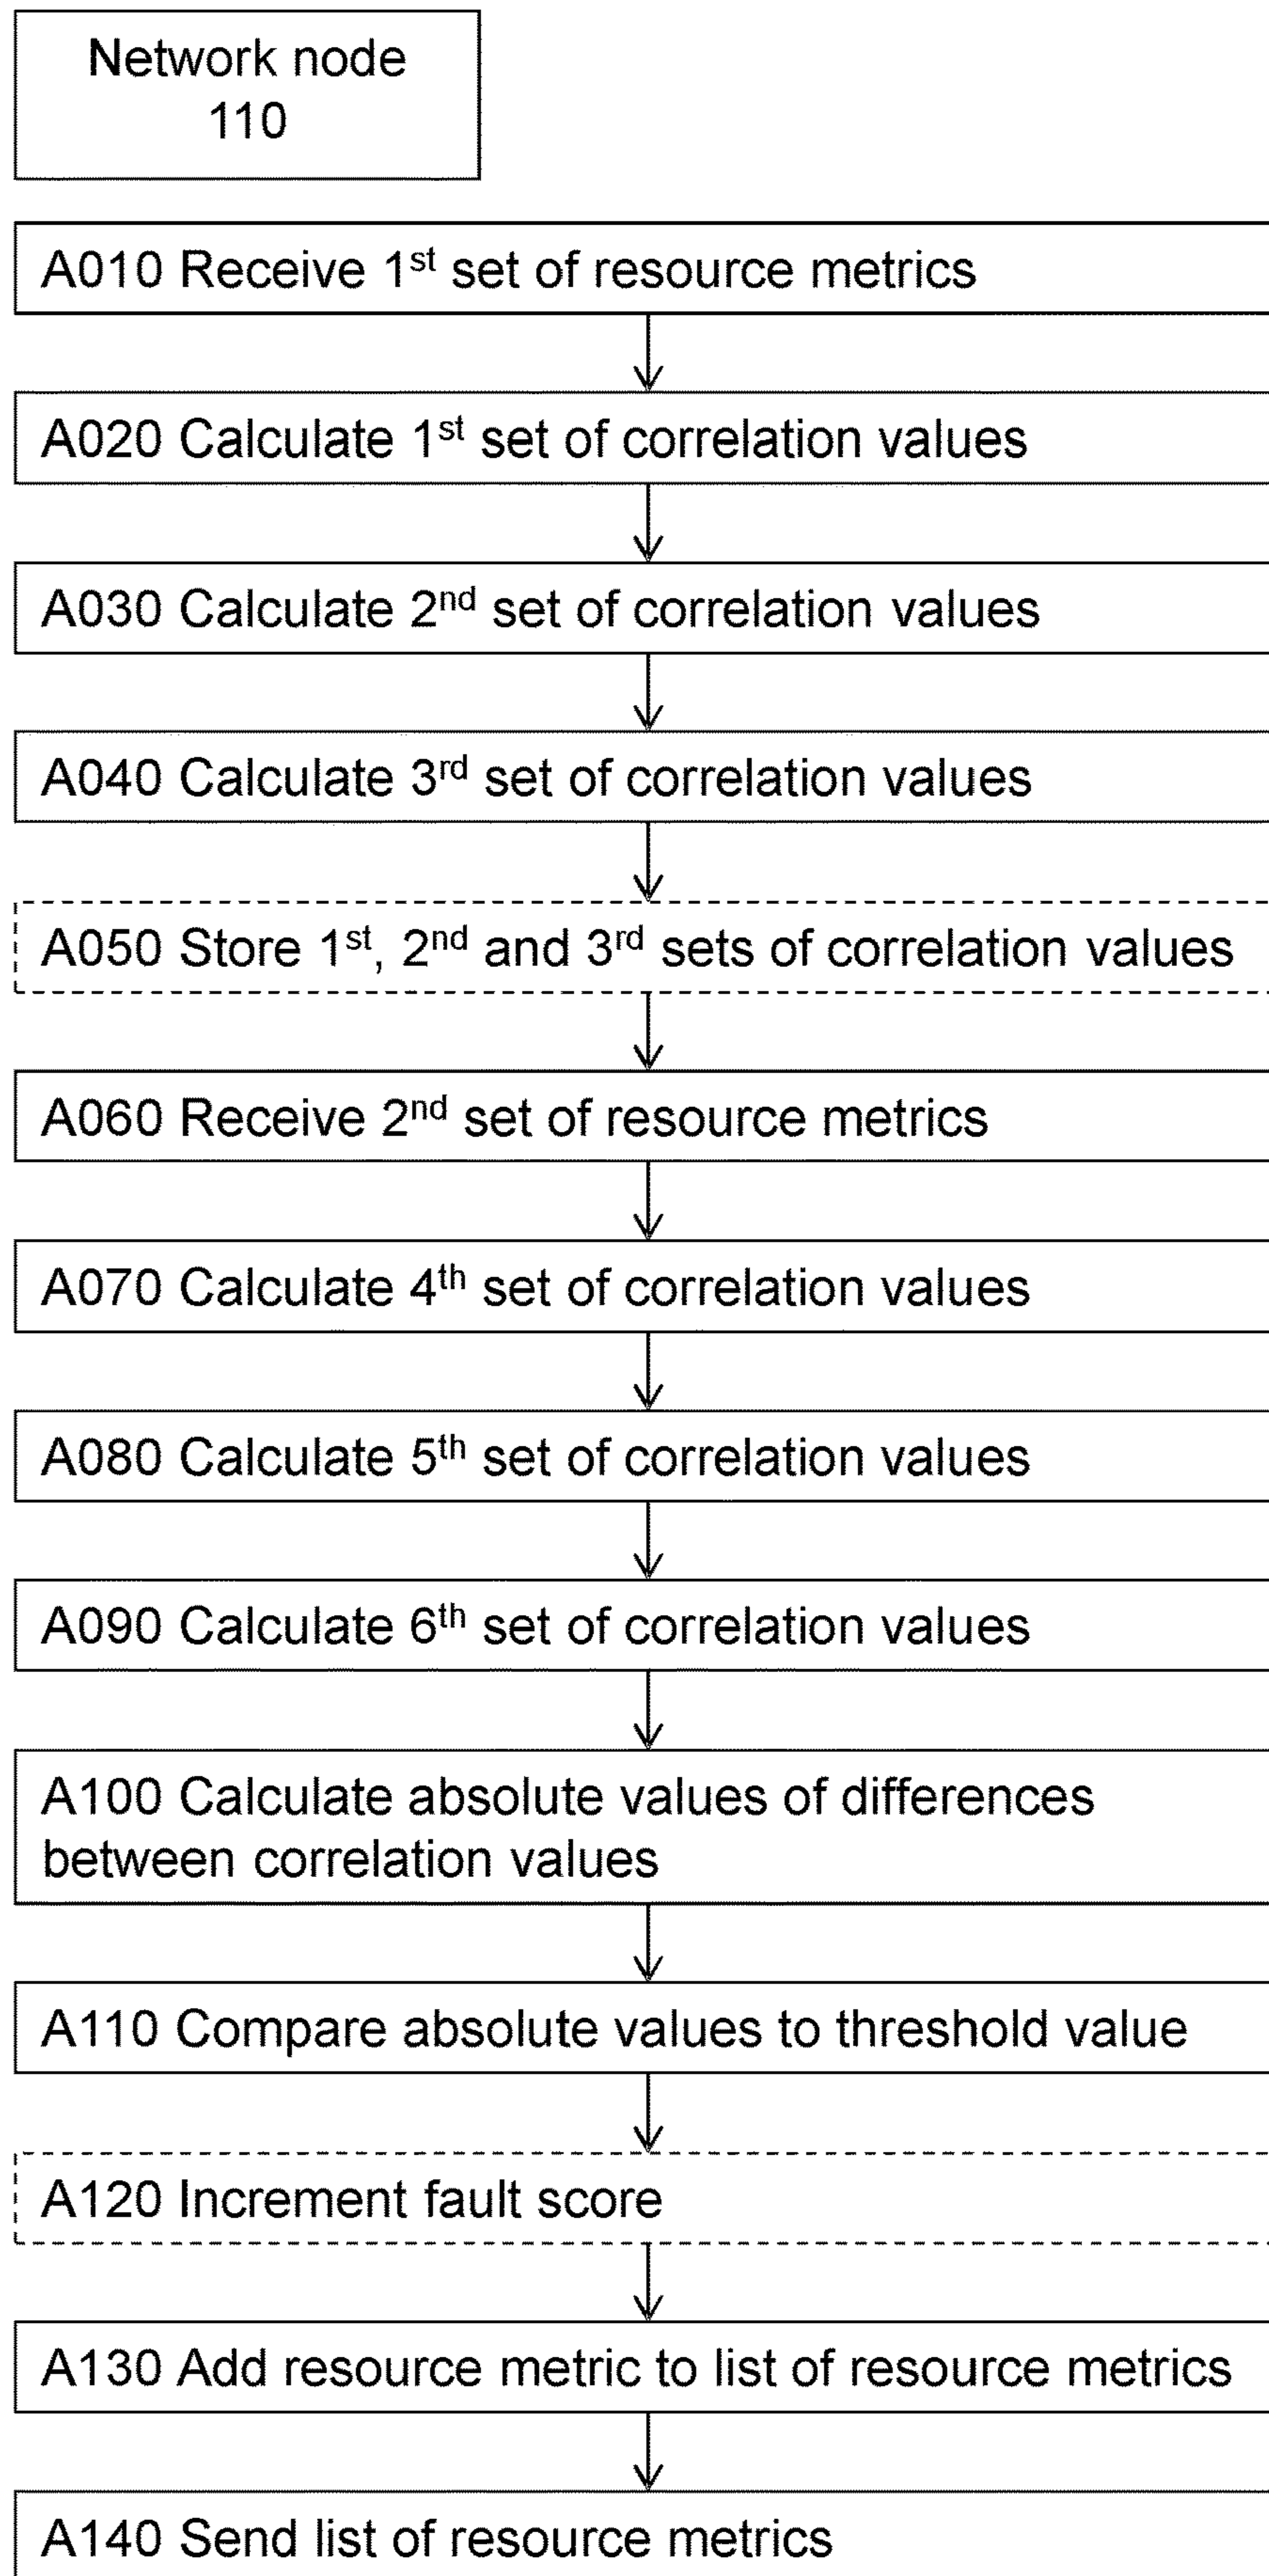 Network node
110
A010 Receive 1st set of resource metrics
A020 Calculate 1st set of correlation values
A030 Calculate 2nd set of correlation values
A040 Calculate 3rd set of correlation values
A050 Store 1st, 2nd and 3rd sets of correlation values
A060 Receive 2nd set of resource metrics
A070 Calculate 4th set of correlation values
A080 Calculate 5th set of correlation values
A090 Calculate 6th set of correlation values
A100 Calculate absolute values of differences
between correlation values
A110 Compare absolute values to threshold value
A120 Increment fault score
A130 Add resource metric to list of resource metrics
A140 Send list of resource metrics